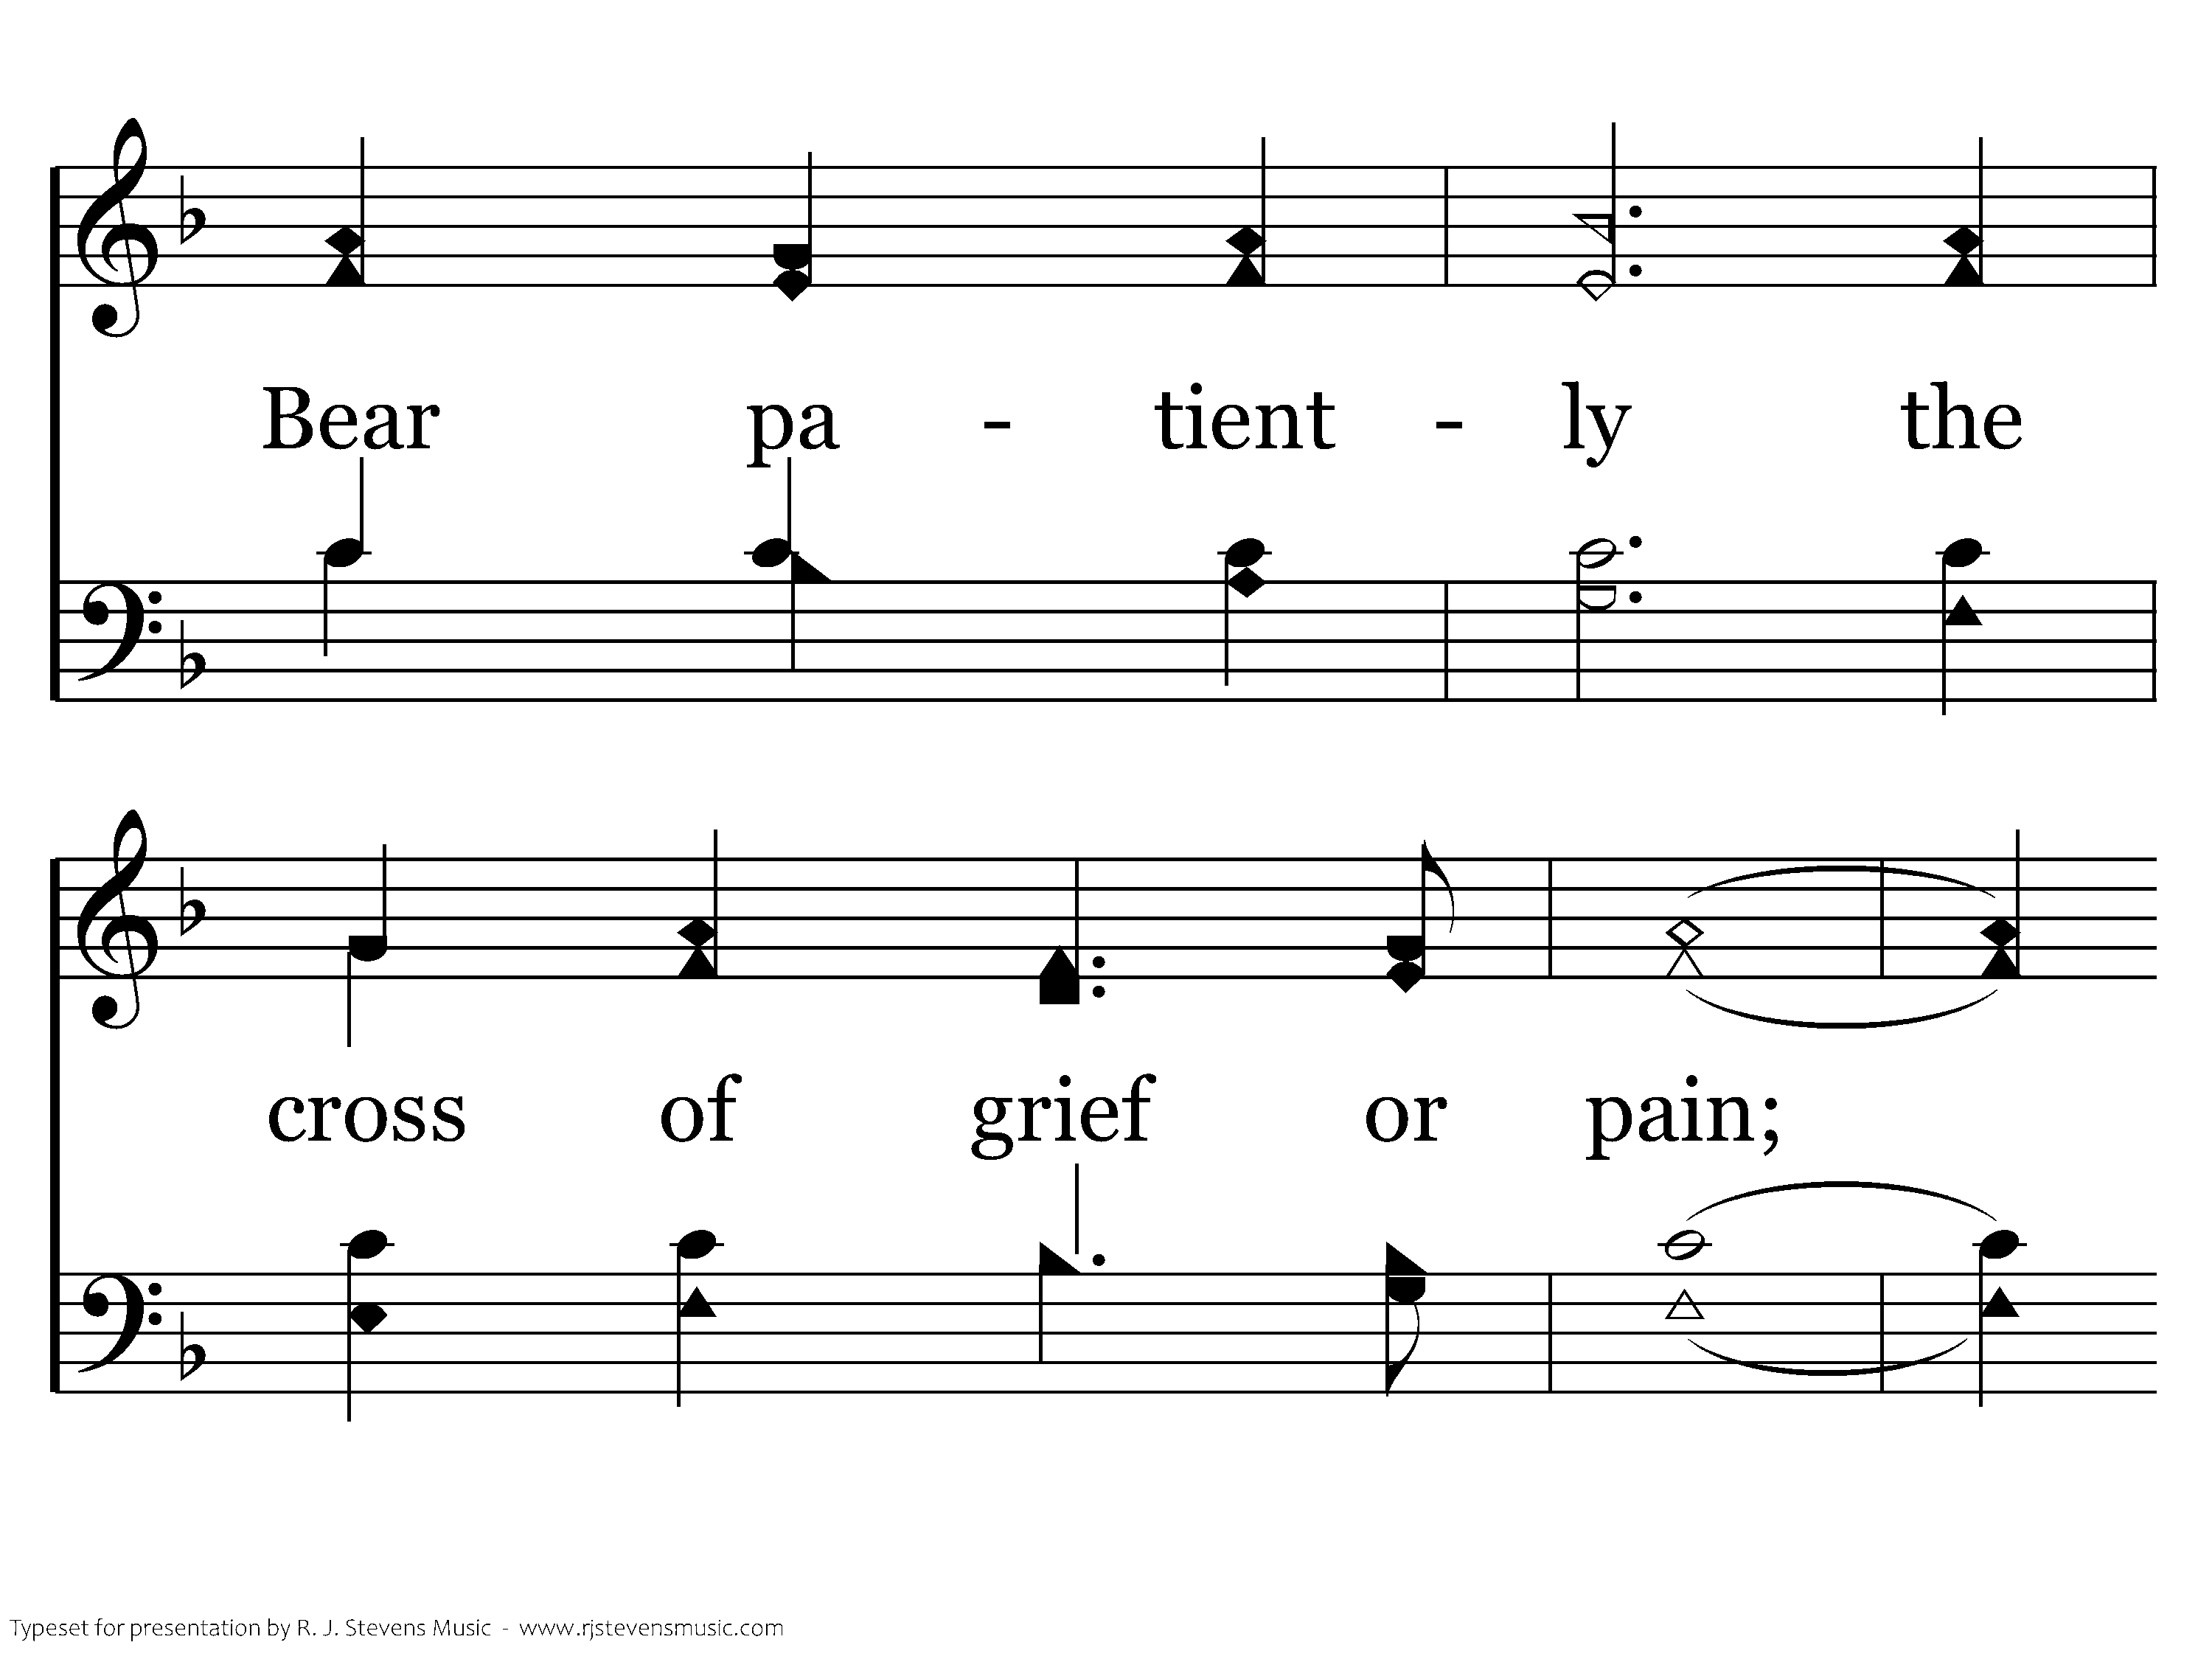 Bear pa - tient - ly the
cross of grief or pain;
Typeset for presentation by R. J. Stevens Music - www.rjstevensmusic.com